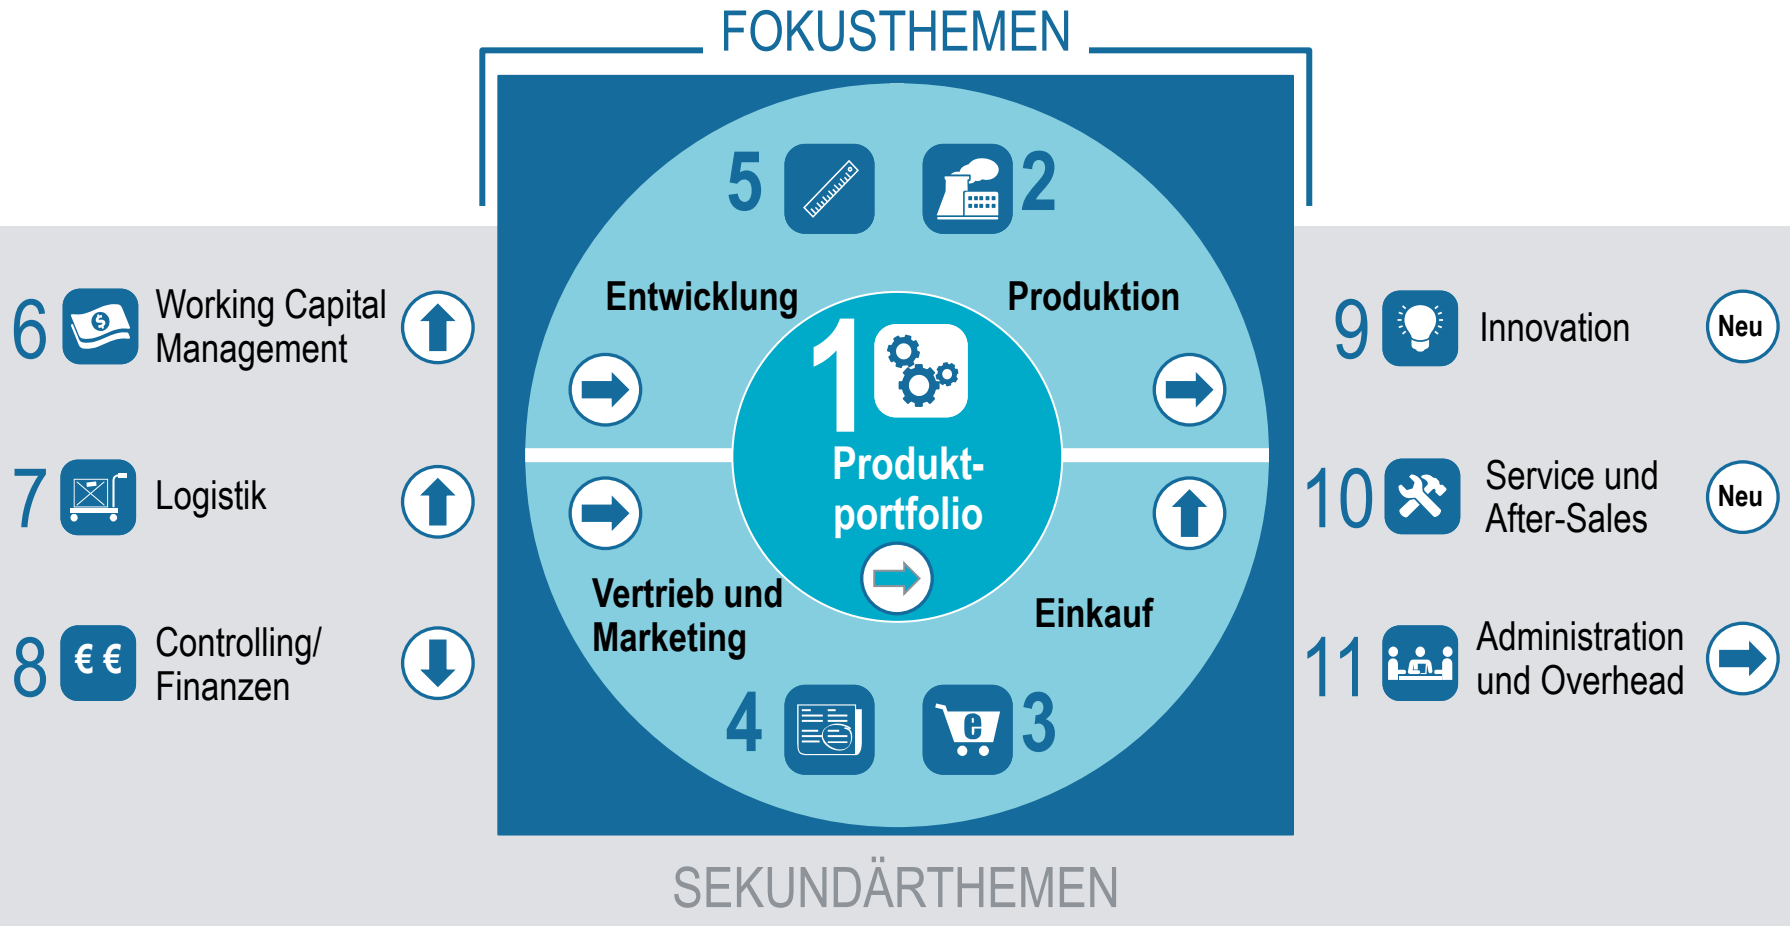 FOKUSTHEMEN
5
2
Entwicklung
Produktion
1
Produkt-
portfolio
Vertrieb und
Marketing
Einkauf
4
3
e
6
Working Capital
Management
7
Logistik
8
€ €
Controlling/
Finanzen
9
Innovation
Neu
10
Service und
After-Sales
Neu
11
Administration
und Overhead
SEKUNDÄRTHEMEN